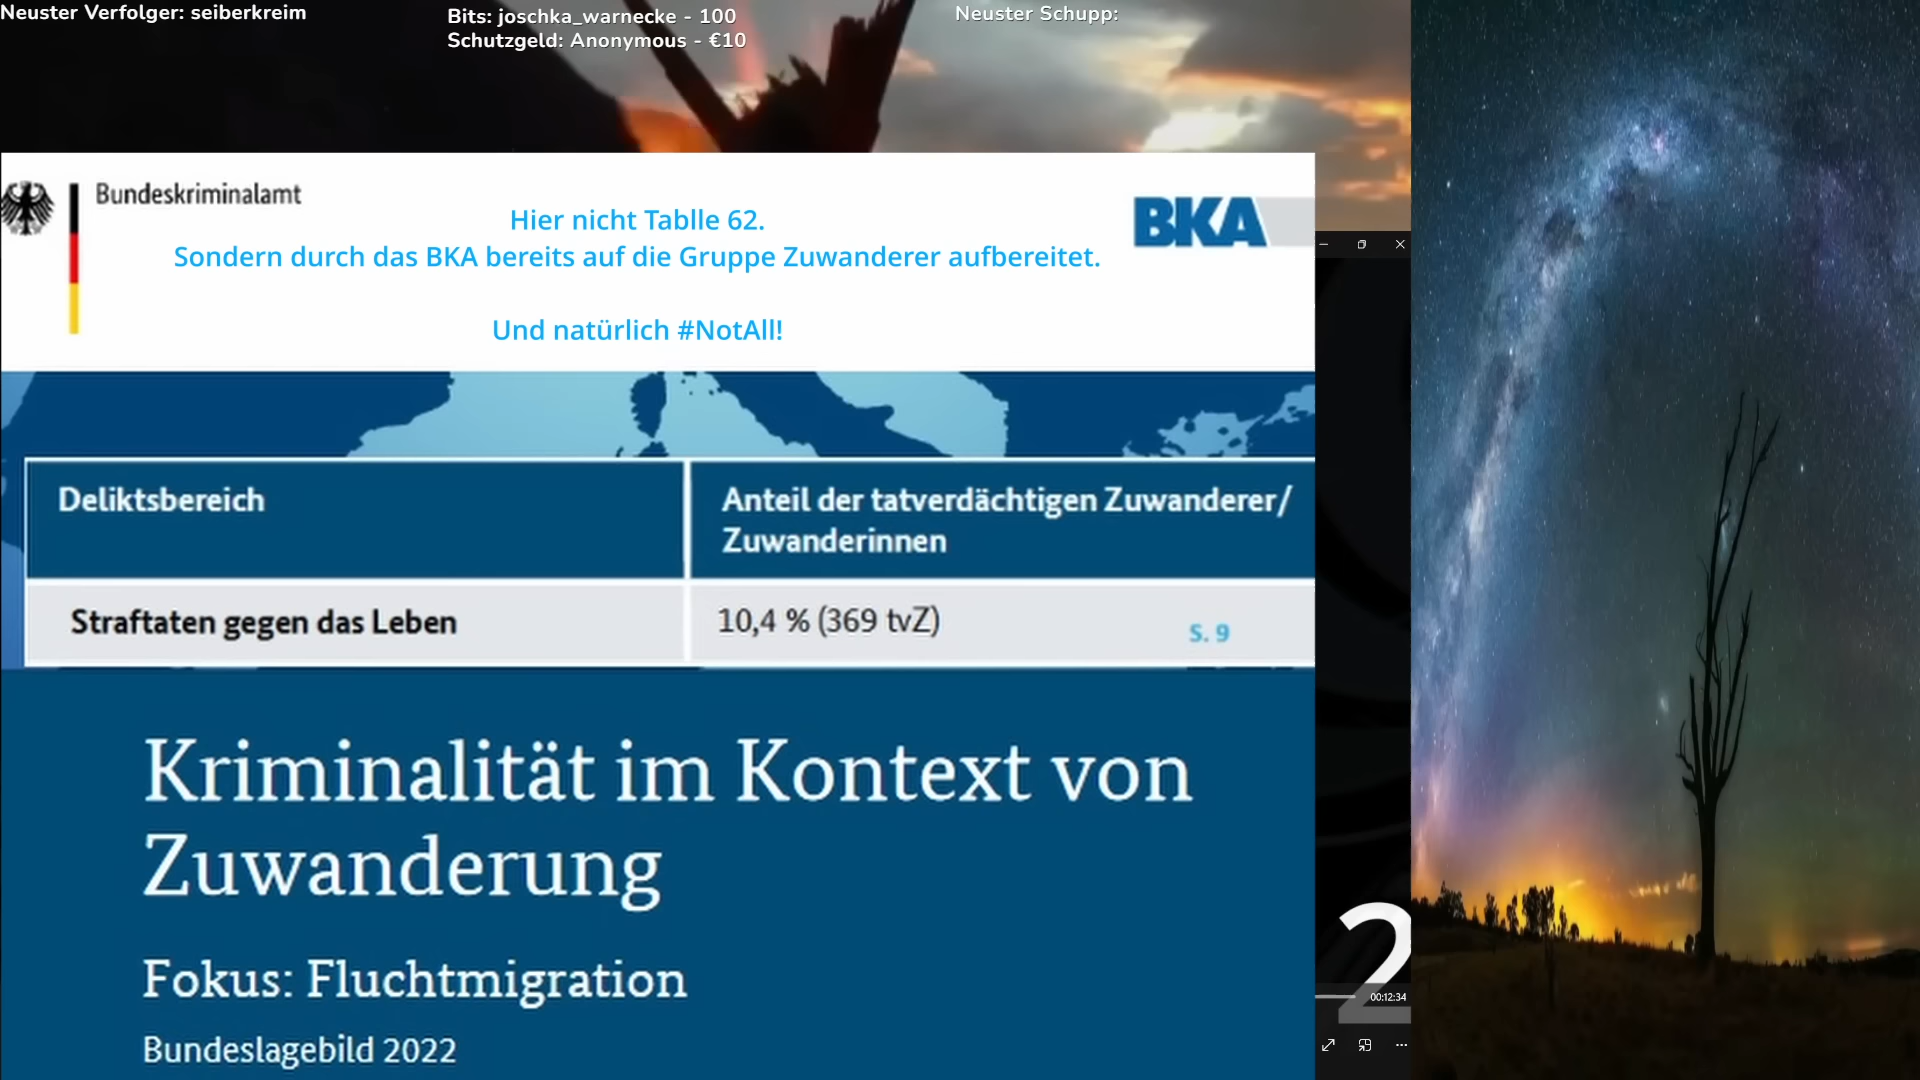 Neuster Verfolger: seiberkreim
Bits: joschka_warnecke - 100
Schutzgeld: Anonymous - €10
Neuster Schupp:
Bundeskriminalamt
BKA
Hier nicht Tablle 62.
Sondern durch das BKA bereits auf die Gruppe Zuwanderer aufbereitet.
Und natürlich #NotAll!
Deliktsbereich
Anteil der tatverdächtigen Zuwanderer/
Zuwanderinnen
Straftaten gegen das Leben
10,4 % (369 tvZ)
S. 9
Kriminalität im Kontext von
Zuwanderung
Fokus: Fluchtmigration
Bundeslagebild 2022
2
00:12:34